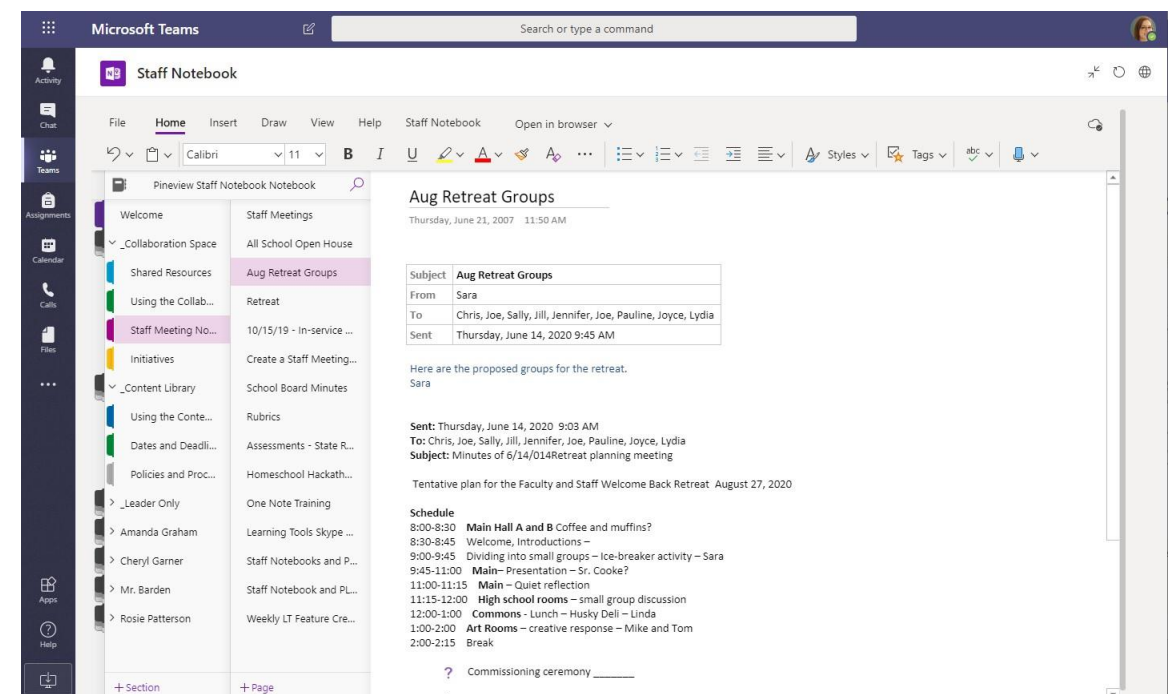 Microsoft Teams
Search or type a command
Activity
Chat
Teams
Assignments
Calendar
Calls
Files
Apps
Help
N
Staff Notebook
File Home Insert Draw View Help Staff Notebook Open in browser
Calibri 11 B I U A A Styles Tags abc
Pineview Staff Notebook Notebook
Welcome
_Collaboration Space
Shared Resources
Using the Collab...
Staff Meeting No...
Initiatives
_Content Library
Using the Conte...
Dates and Deadli...
Policies and Proc...
_Leader Only
Amanda Graham
Cheryl Garner
Mr. Barden
Rosie Patterson
+ Section
Staff Meetings
All School Open House
Aug Retreat Groups
Retreat
10/15/19 - In-service ...
Create a Staff Meeting...
School Board Minutes
Rubrics
Assessments - State R...
Homeschool Hackath...
One Note Training
Learning Tools Skype ...
Staff Notebooks and P...
Staff Notebook and PL...
Weekly LT Feature Cre...
+ Page
Aug Retreat Groups
Thursday, June 21, 2007 11:50 AM
Subject Aug Retreat Groups
From Sara
To Chris, Joe, Sally, Jill, Jennifer, Joe, Pauline, Joyce, Lydia
Sent Thursday, June 14, 2020 9:45 AM
Here are the proposed groups for the retreat.
Sara
Sent: Thursday, June 14, 2020 9:03 AM
To: Chris, Joe, Sally, Jill, Jennifer, Joe, Pauline, Joyce, Lydia
Subject: Minutes of 6/14/014Retreat planning meeting
Tentative plan for the Faculty and Staff Welcome Back Retreat August 27, 2020
Schedule
8:00-8:30 Main Hall A and B Coffee and muffins?
8:30-8:45 Welcome, Introductions –
9:00-9:45 Dividing into small groups – Ice-breaker activity – Sara
9:45-11:00 Main– Presentation – Sr. Cooke?
11:00-11:15 Main – Quiet reflection
11:15-12:00 High school rooms – small group discussion
12:00-1:00 Commons - Lunch – Husky Deli – Linda
1:00-2:00 Art Rooms – creative response – Mike and Tom
2:00-2:15 Break
? Commissioning ceremony _______